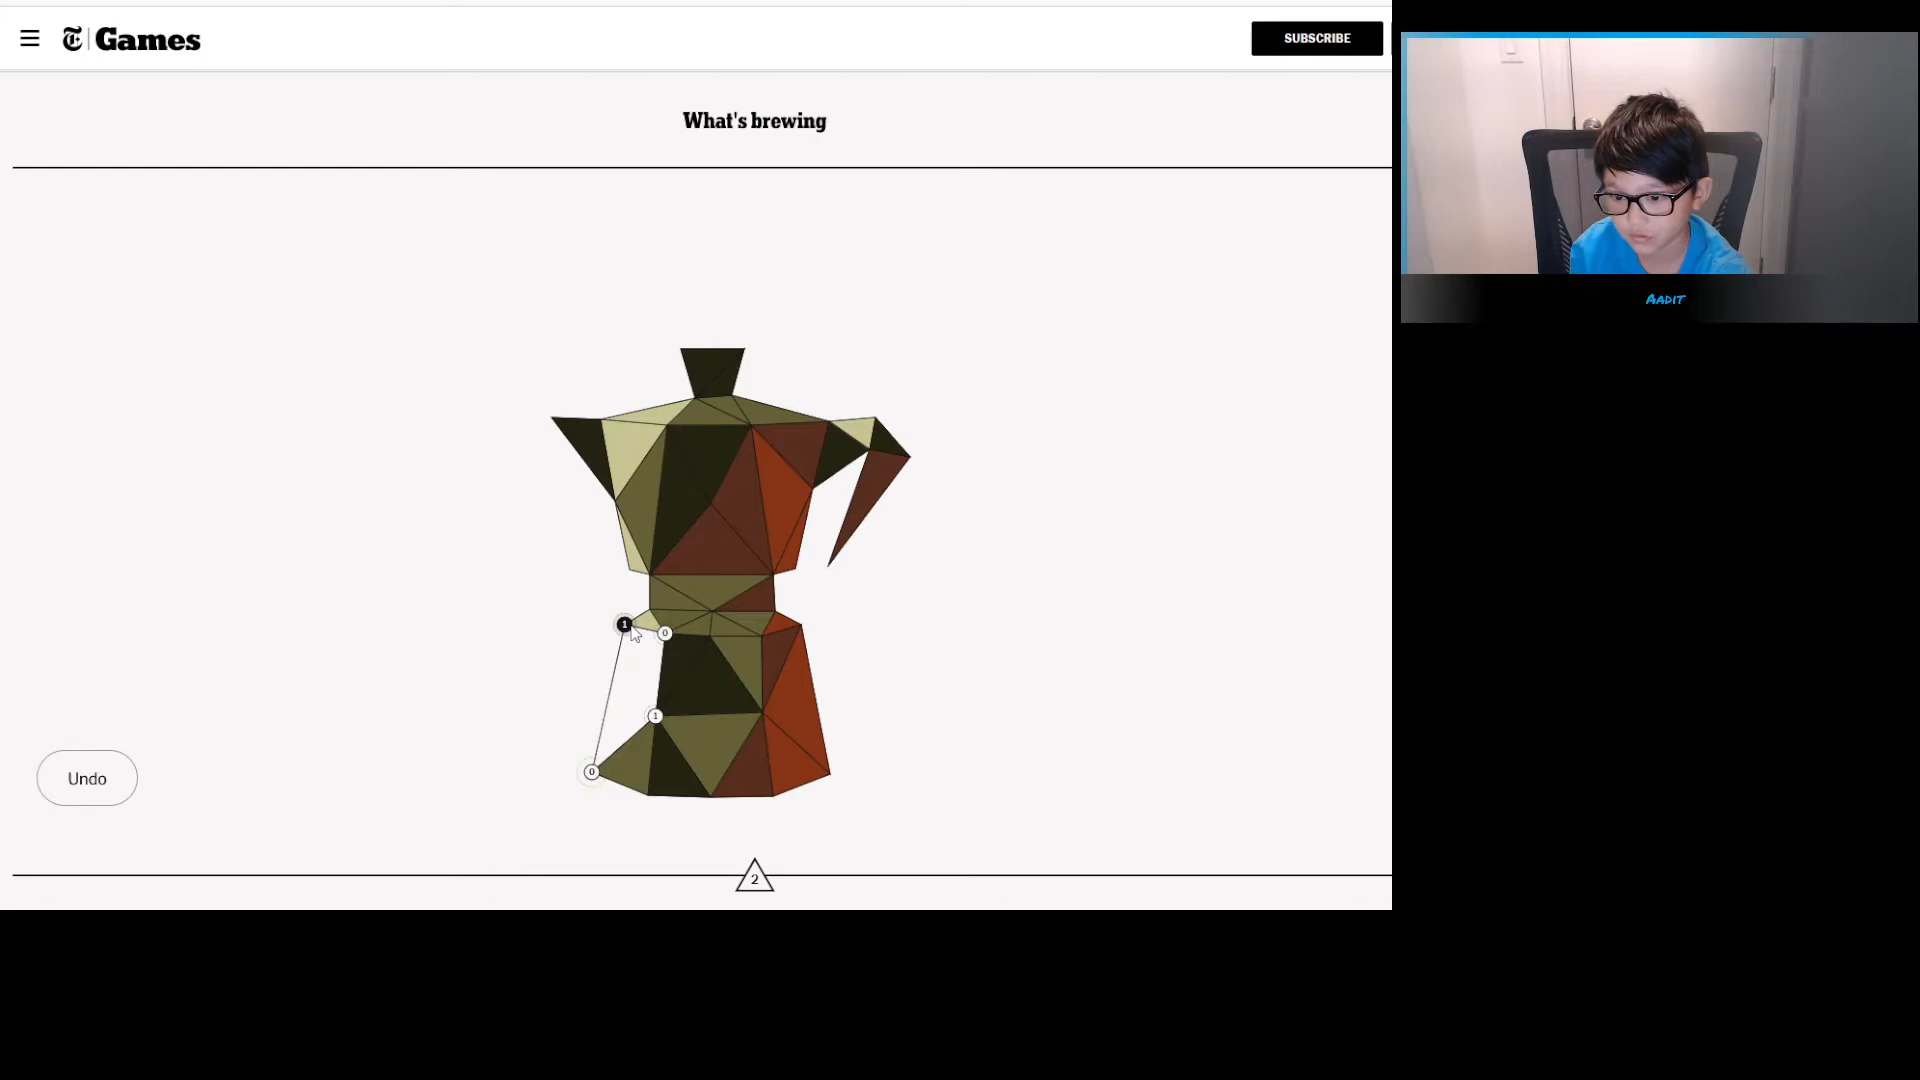 T Games
SUBSCRIBE
What's brewing
1
0
1
0
Undo
2
Aadit